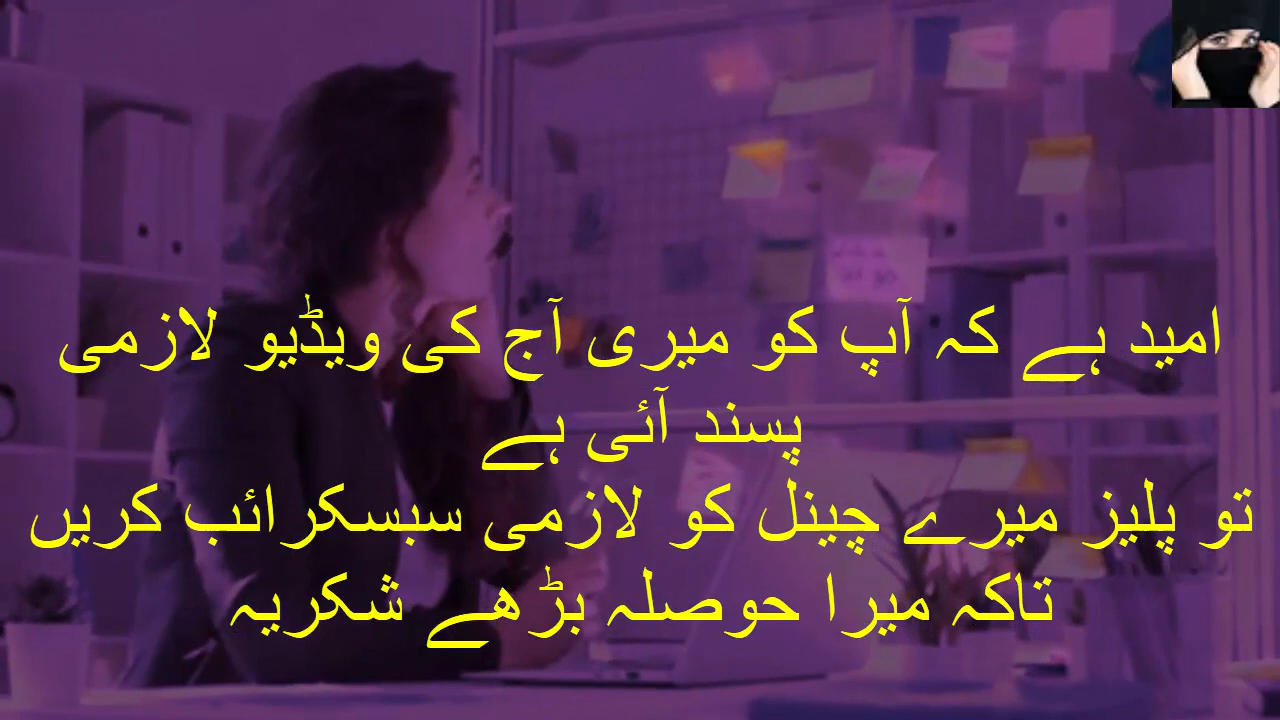 امید ہے کہ آپ کو میری آج کی ویڈیو لازمی
پسند آئی ہے
تو پلیز میرے چینل کو لازمی سبسکرائب کریں
تاکہ میرا حوصلہ بڑھے شکریہ